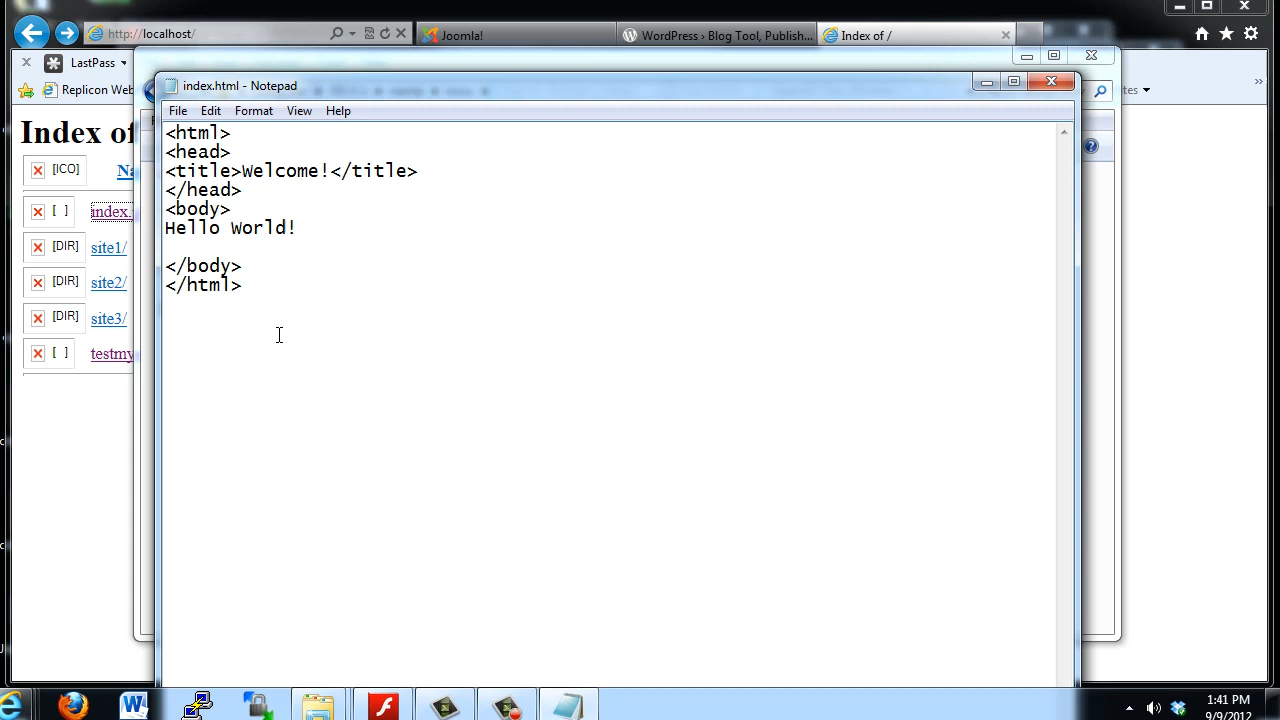 http://localhost/
Joomla!
WordPress › Blog Tool, Publish...
Index of /
LastPass
Replicon Web
Index of
[ICO]
[ ] index.
[DIR] site1/
[DIR] site2/
[DIR] site3/
[ ] testmy
index.html - Notepad
File Edit Format View Help
<html>
<head>
<title>Welcome!</title>
</head>
<body>
Hello World!
</body>
</html>
1:41 PM
9/9/2012